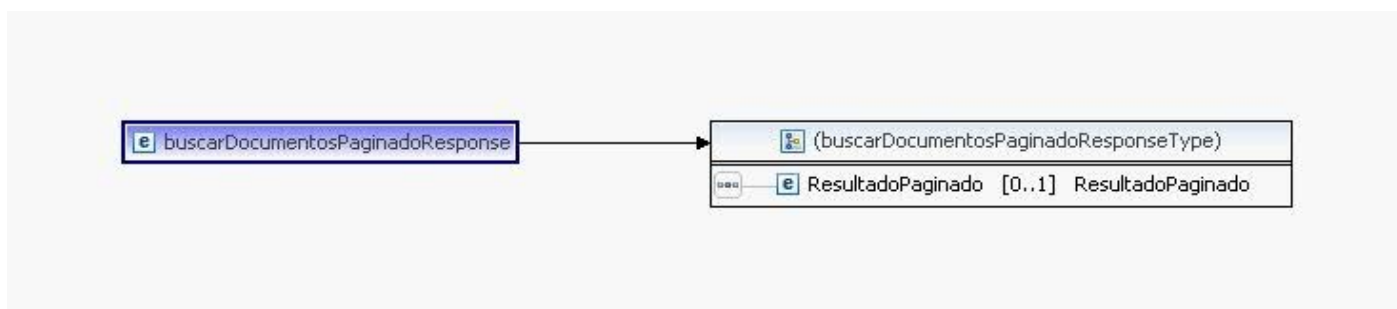 e buscarDocumentosPaginadoResponse
(buscarDocumentosPaginadoResponseType)
e ResultadoPaginado [0..1] ResultadoPaginado